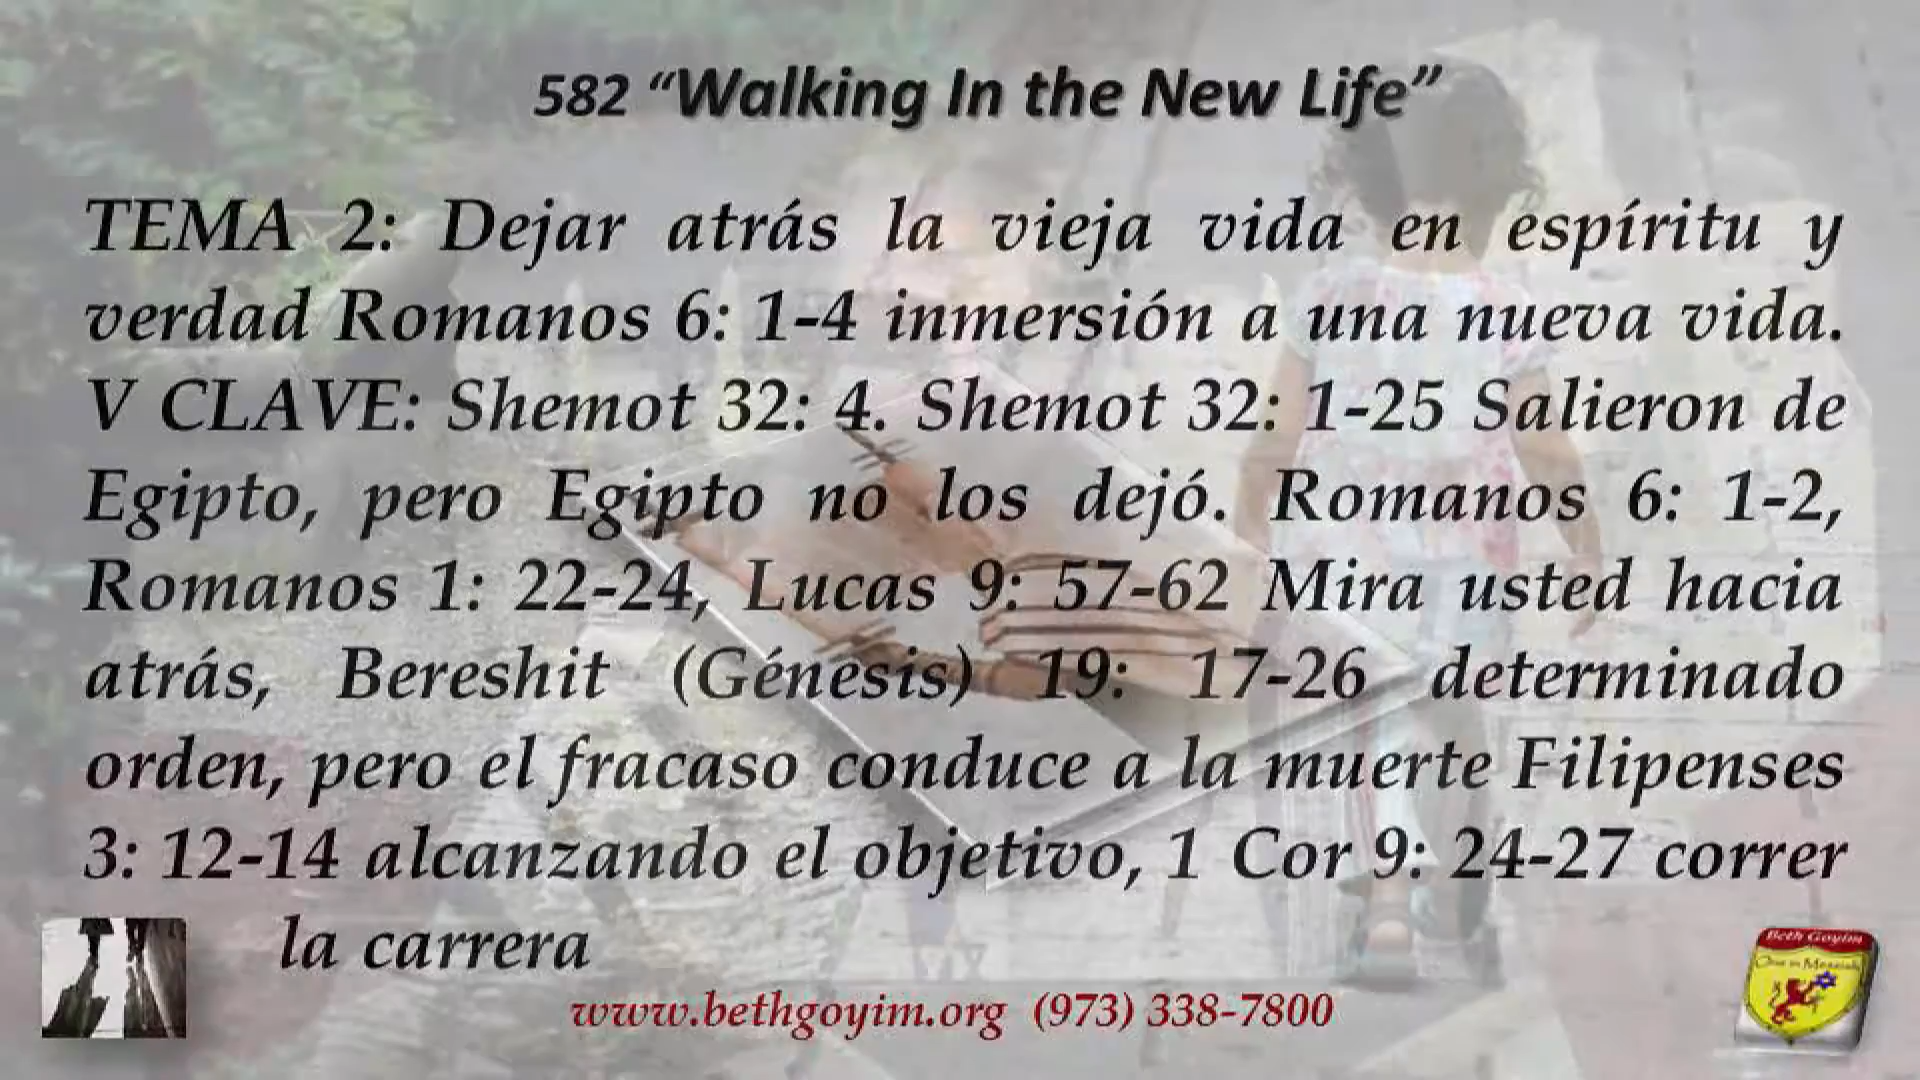 582 “Walking In the New Life”
TEMA 2: Dejar atrás la vieja vida en espíritu y
verdad Romanos 6: 1-4 inmersión a una nueva vida.
V CLAVE: Shemot 32: 4. Shemot 32: 1-25 Salieron de
Egipto, pero Egipto no los dejó. Romanos 6: 1-2,
Romanos 1: 22-24, Lucas 9: 57-62 Mira usted hacia
atrás, Bereshit (Génesis) 19: 17-26 determinado
orden, pero el fracaso conduce a la muerte Filipenses
3: 12-14 alcanzando el objetivo, 1 Cor 9: 24-27 correr
la carrera
www.bethgoyim.org (973) 338-7800
Beth Goyim
One in Messiah